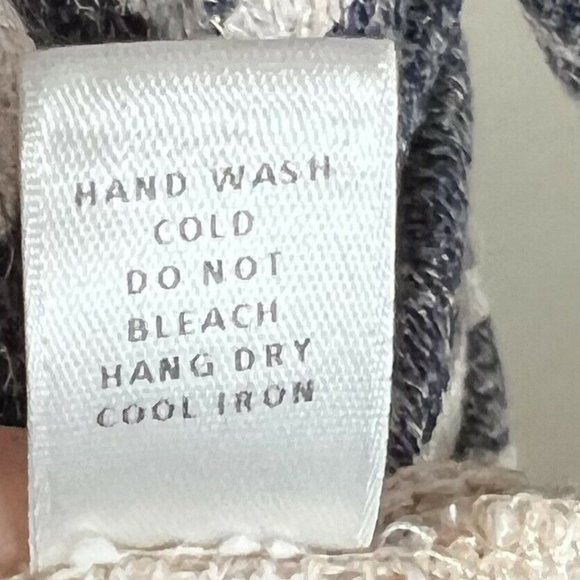 HAND WASH
COLD
DO NOT
BLEACH
HANG DRY
COOL IRON